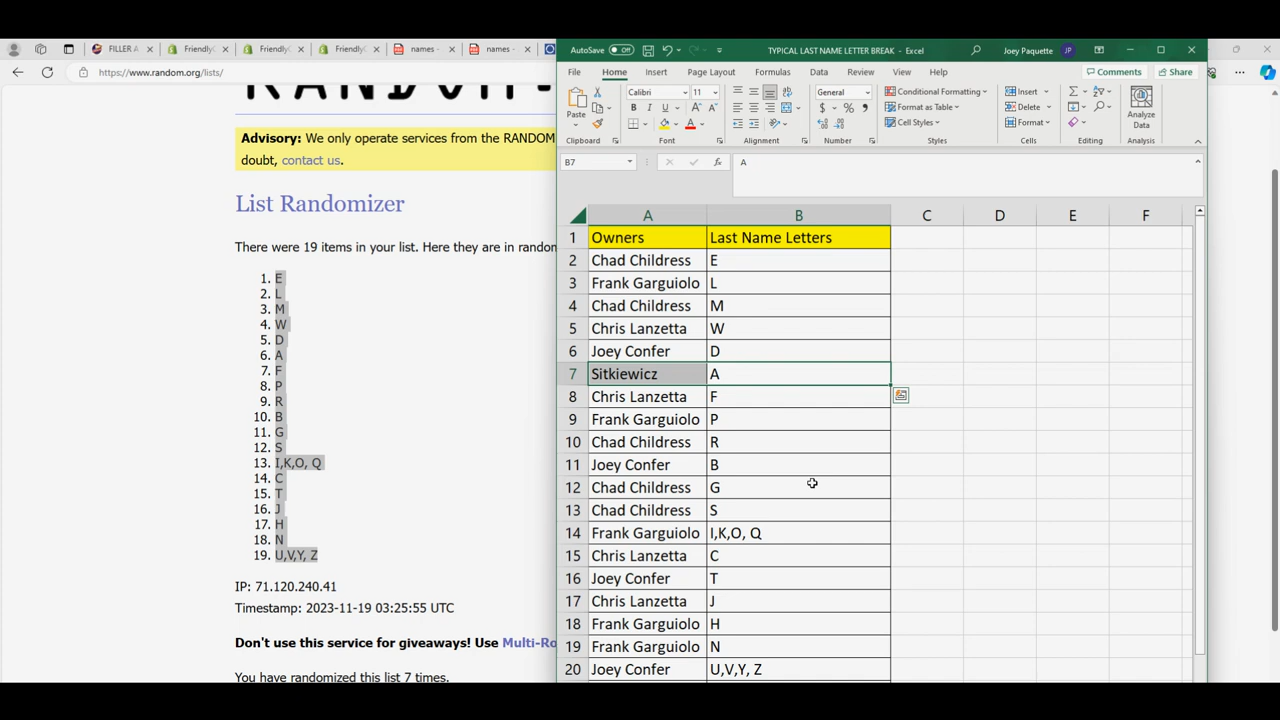 FILLER A
FriendlyC
FriendlyC
FriendlyC
names -
names -
https://www.random.org/lists/
Advisory: We only operate services from the RANDOM
doubt, contact us.
List Randomizer
There were 19 items in your list. Here they are in random
1. E
2. L
3. M
4. W
5. D
6. A
7. F
8. P
9. R
10. B
11. G
12. S
13. I,K,O, Q
14. C
15. T
16. J
17. H
18. N
19. U,V,Y, Z
IP: 71.120.240.41
Timestamp: 2023-11-19 03:25:55 UTC
Don't use this service for giveaways! Use Multi-Ro
You have randomized this list 7 times.
AutoSave Off TYPICAL LAST NAME LETTER BREAK - Excel Joey Paquette JP
File Home Insert Page Layout Formulas Data Review View Help Comments Share
Paste Calibri 11 General Conditional Formatting Format as Table Cell Styles Insert Delete Format Analyze Data
Clipboard Font Alignment Number Styles Cells Editing Analysis
B7 fx A
A B C D E F
1 Owners Last Name Letters
2 Chad Childress E
3 Frank Garguiolo L
4 Chad Childress M
5 Chris Lanzetta W
6 Joey Confer D
7 Sitkiewicz A
8 Chris Lanzetta F
9 Frank Garguiolo P
10 Chad Childress R
11 Joey Confer B
12 Chad Childress G
13 Chad Childress S
14 Frank Garguiolo I,K,O, Q
15 Chris Lanzetta C
16 Joey Confer T
17 Chris Lanzetta J
18 Frank Garguiolo H
19 Frank Garguiolo N
20 Joey Confer U,V,Y, Z